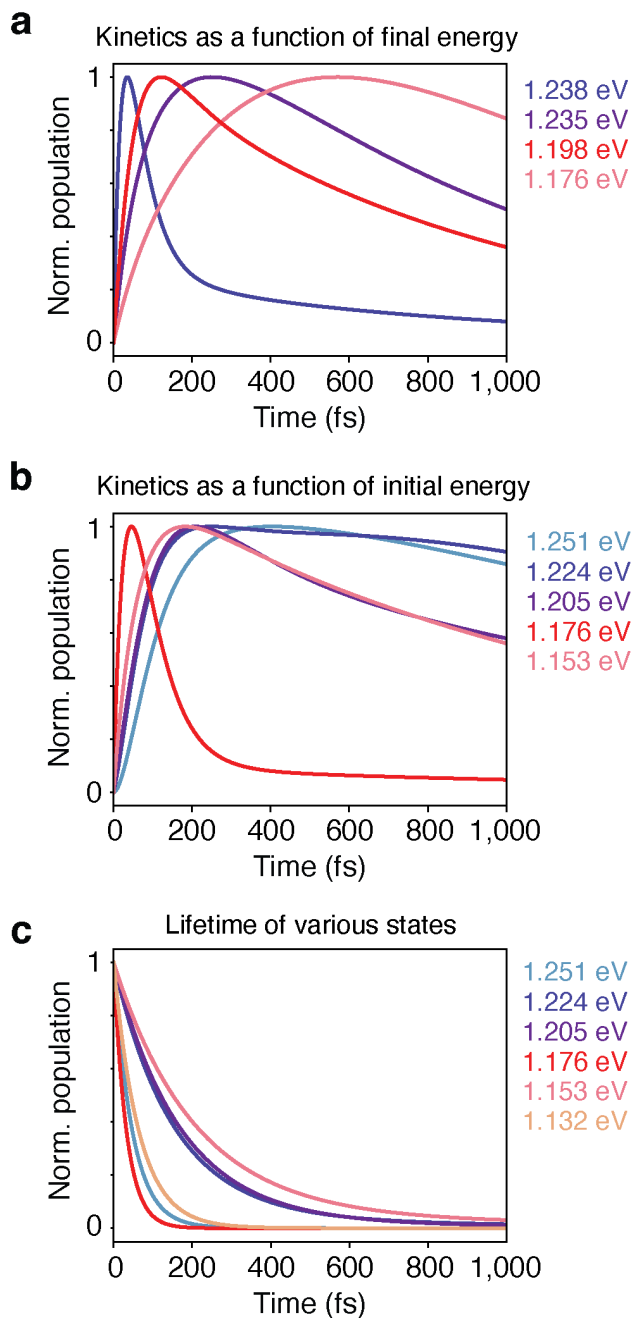 a
Kinetics as a function of final energy
1
0
Norm. population
0 200 400 600 800 1,000
Time (fs)
1.238 eV
1.235 eV
1.198 eV
1.176 eV
b
Kinetics as a function of initial energy
1
0
Norm. population
0 200 400 600 800 1,000
Time (fs)
1.251 eV
1.224 eV
1.205 eV
1.176 eV
1.153 eV
c
Lifetime of various states
1
0
Norm. population
0 200 400 600 800 1,000
Time (fs)
1.251 eV
1.224 eV
1.205 eV
1.176 eV
1.153 eV
1.132 eV